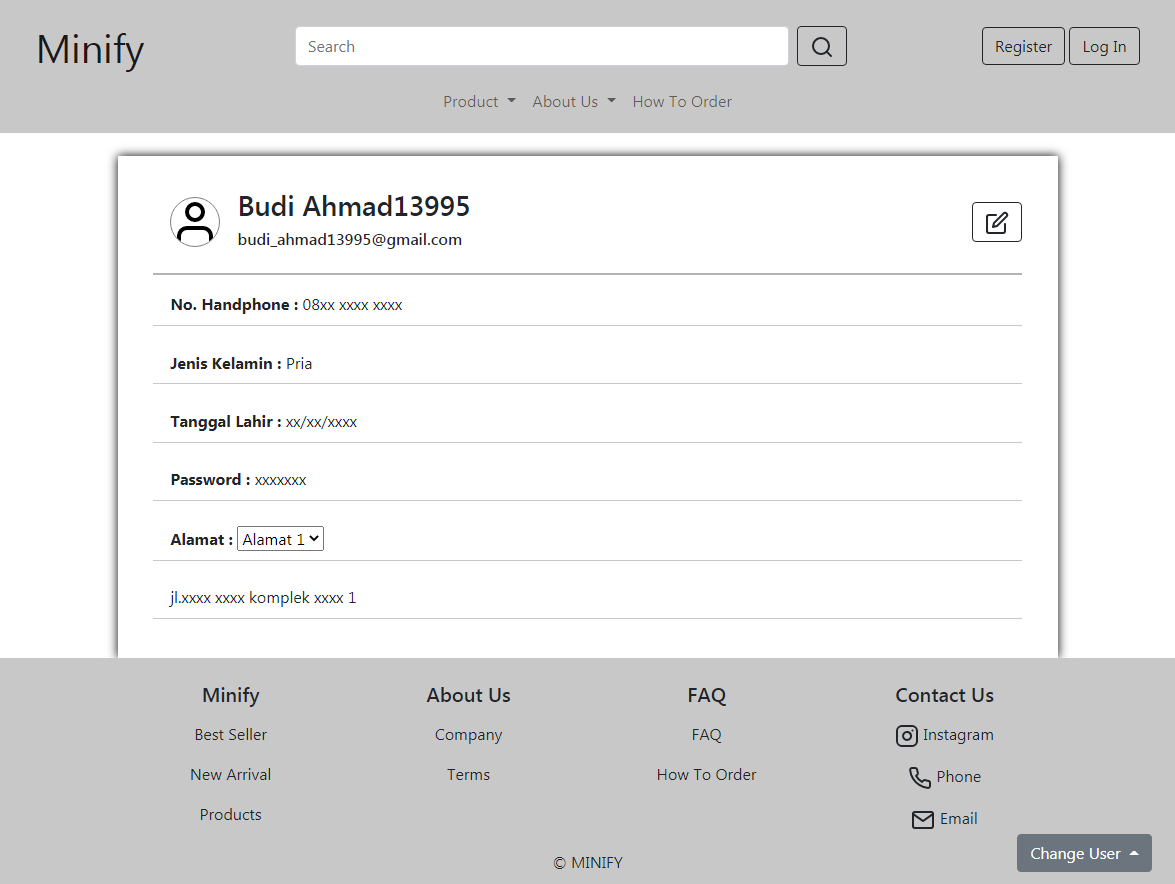 Minify
Search
Register
Log In
Product
About Us
How To Order
Budi Ahmad13995
budi_ahmad13995@gmail.com
No. Handphone : 08xx xxxx xxxx
Jenis Kelamin : Pria
Tanggal Lahir : xx/xx/xxxx
Password : xxxxxxx
Alamat : Alamat 1
jl.xxxx xxxx komplek xxxx 1
Minify
Best Seller
New Arrival
Products
About Us
Company
Terms
FAQ
FAQ
How To Order
Contact Us
Instagram
Phone
Email
Change User
© MINIFY